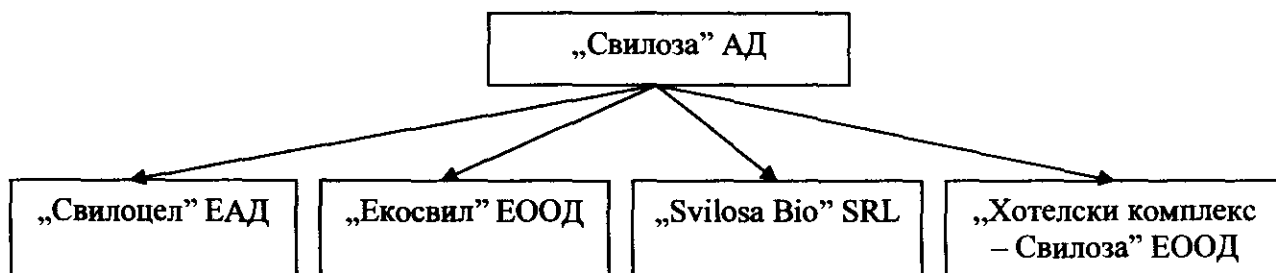 „Свилоза” АД
„Свилоцел” ЕАД
„Екосвил” ЕООД
„Svilosa Bio” SRL
„Хотелски комплекс
– Свилоза” ЕООД